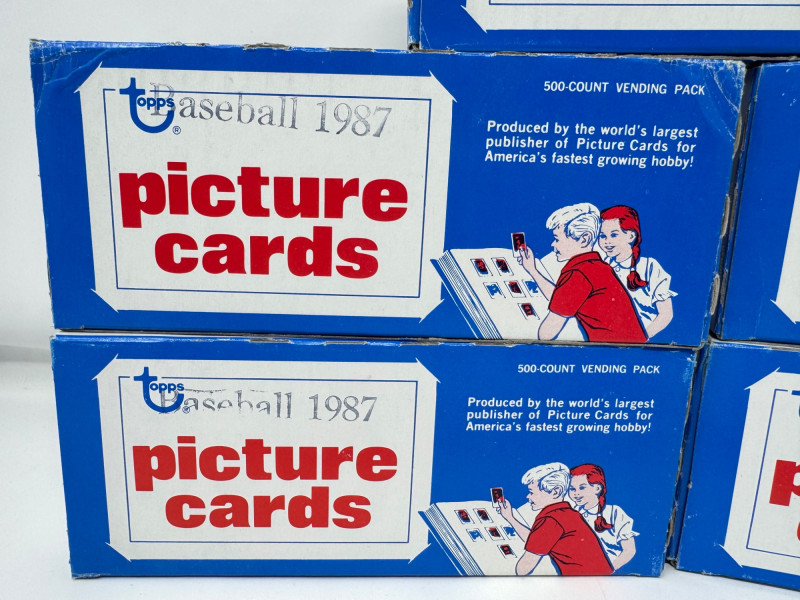 topps® Baseball 1987
500-COUNT VENDING PACK
Produced by the world's largest
publisher of Picture Cards for
America's fastest growing hobby!
picture
cards
topps Baseball 1987
500-COUNT VENDING PACK
Produced by the world's largest
publisher of Picture Cards for
America's fastest growing hobby!
picture
cards